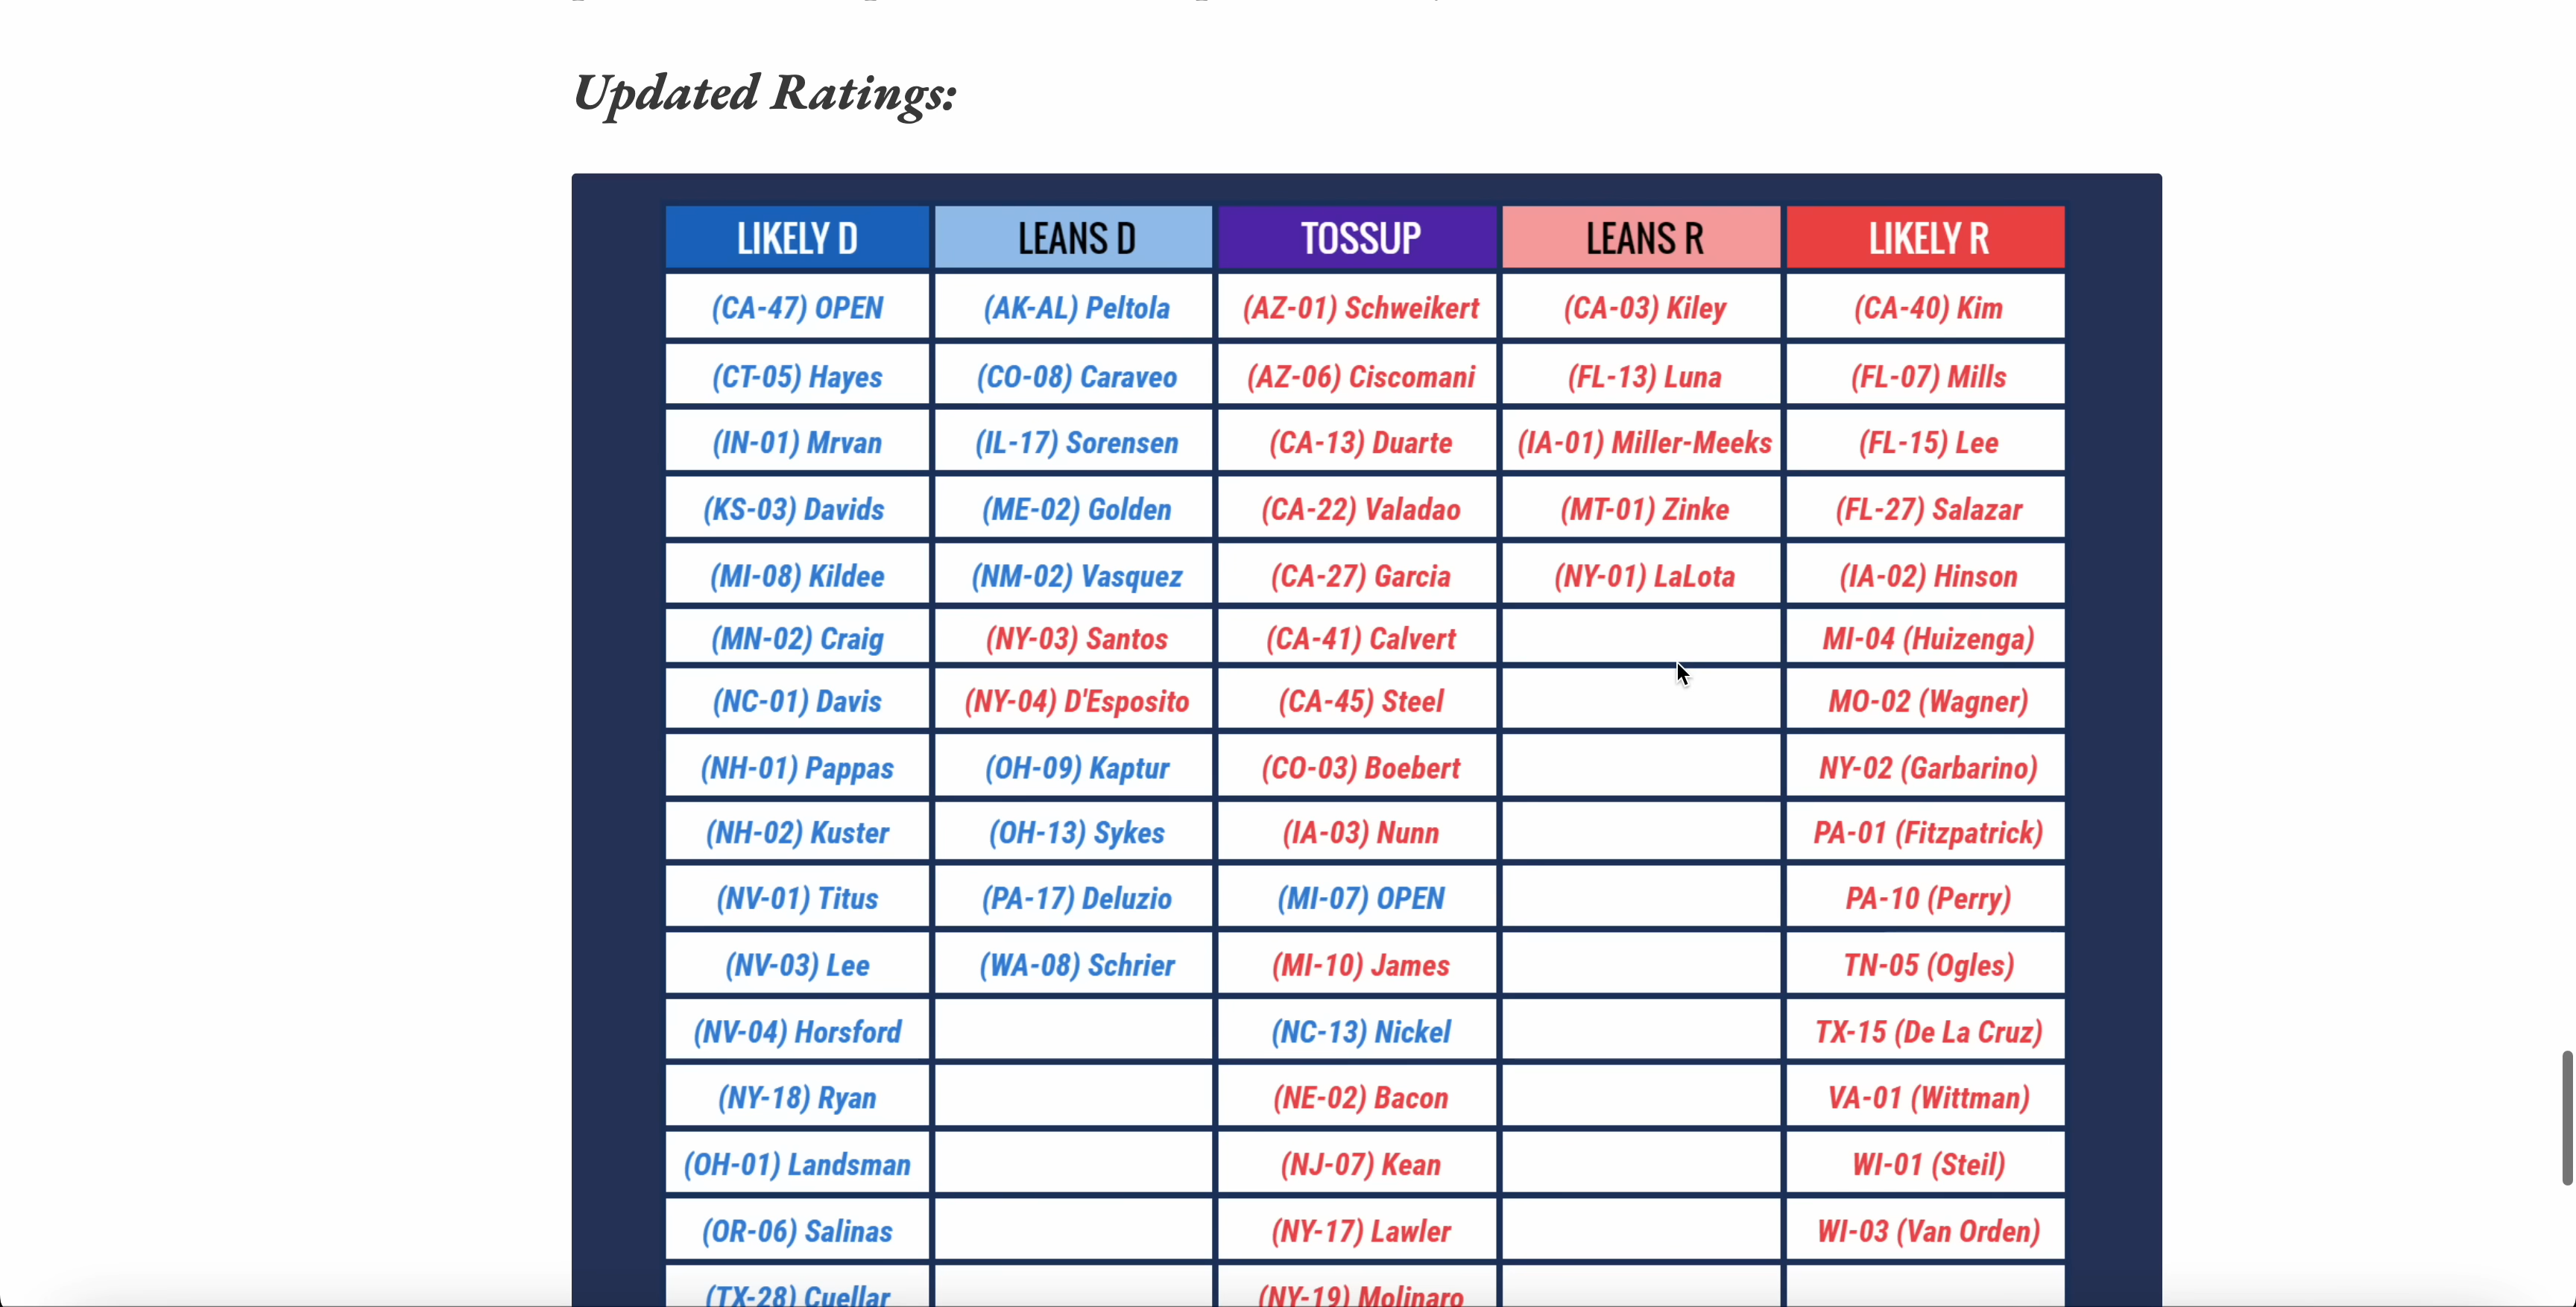 Updated Ratings:
LIKELY D LEANS D TOSSUP LEANS R LIKELY R
(CA-47) OPEN (AK-AL) Peltola (AZ-01) Schweikert (CA-03) Kiley (CA-40) Kim
(CT-05) Hayes (CO-08) Caraveo (AZ-06) Ciscomani (FL-13) Luna (FL-07) Mills
(IN-01) Mrvan (IL-17) Sorensen (CA-13) Duarte (IA-01) Miller-Meeks (FL-15) Lee
(KS-03) Davids (ME-02) Golden (CA-22) Valadao (MT-01) Zinke (FL-27) Salazar
(MI-08) Kildee (NM-02) Vasquez (CA-27) Garcia (NY-01) LaLota (IA-02) Hinson
(MN-02) Craig (NY-03) Santos (CA-41) Calvert MI-04 (Huizenga)
(NC-01) Davis (NY-04) D'Esposito (CA-45) Steel MO-02 (Wagner)
(NH-01) Pappas (OH-09) Kaptur (CO-03) Boebert NY-02 (Garbarino)
(NH-02) Kuster (OH-13) Sykes (IA-03) Nunn PA-01 (Fitzpatrick)
(NV-01) Titus (PA-17) Deluzio (MI-07) OPEN PA-10 (Perry)
(NV-03) Lee (WA-08) Schrier (MI-10) James TN-05 (Ogles)
(NV-04) Horsford (NC-13) Nickel TX-15 (De La Cruz)
(NY-18) Ryan (NE-02) Bacon VA-01 (Wittman)
(OH-01) Landsman (NJ-07) Kean WI-01 (Steil)
(OR-06) Salinas (NY-17) Lawler WI-03 (Van Orden)
(TX-28) Cuellar (NY-19) Molinaro